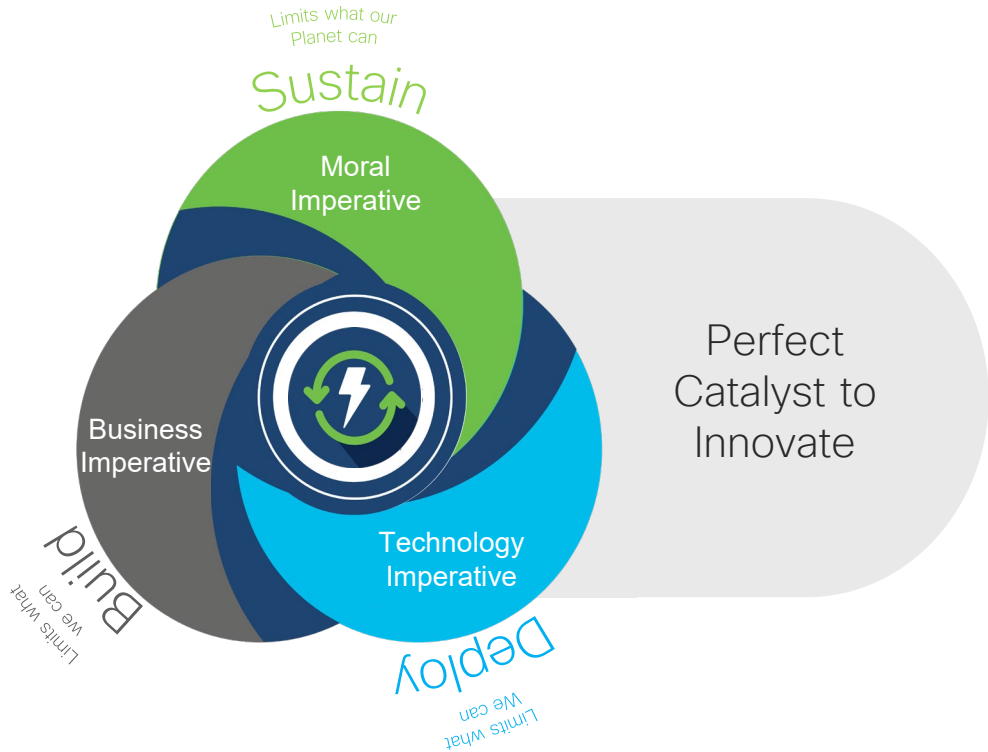 Limits what our
Planet can
Sustain
Moral
Imperative
Perfect
Catalyst to
Innovate
Business
Imperative
Technology
Imperative
Build
Limits what
we can
Deploy
Limits what
We can